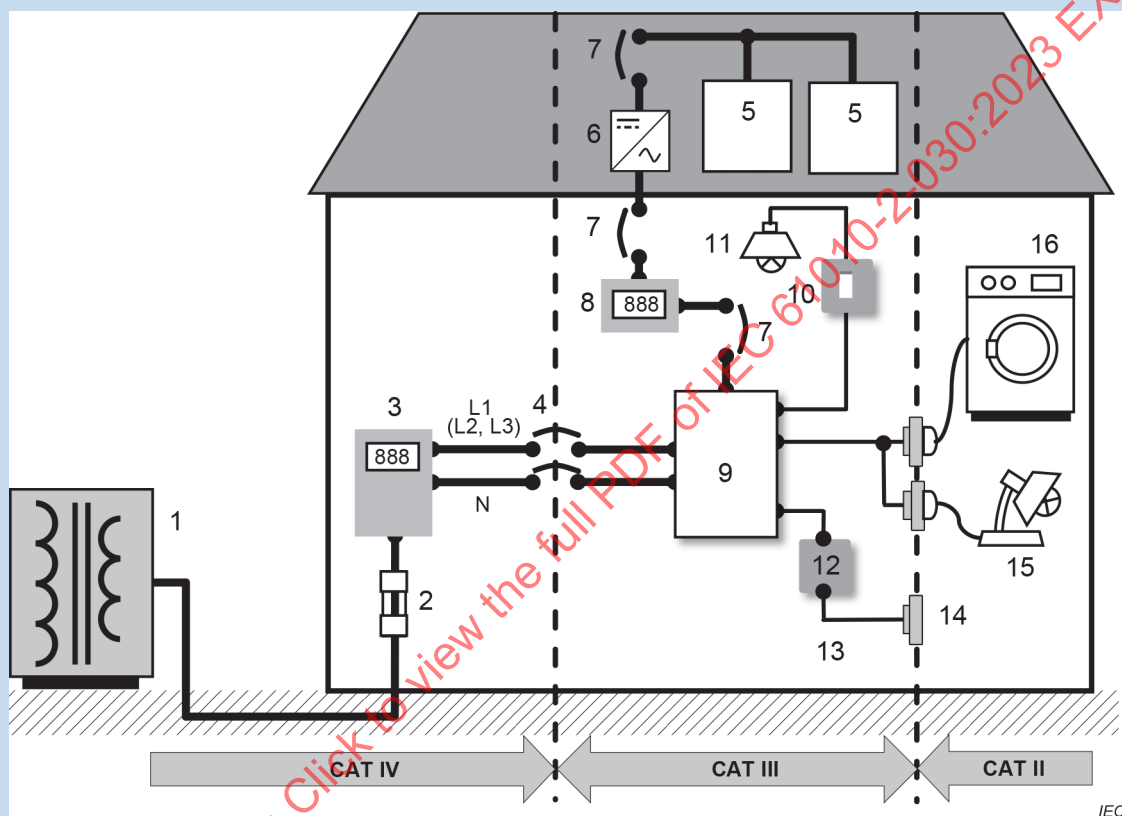 7
5
5
6
7
11
16
10
8
888
7
3
L1
(L2, L3)
4
888
9
N
1
2
12
15
13
14
CAT IV
CAT III
CAT II
IEC
Click to view the full PDF of IEC 61010-2-030:2023 EX